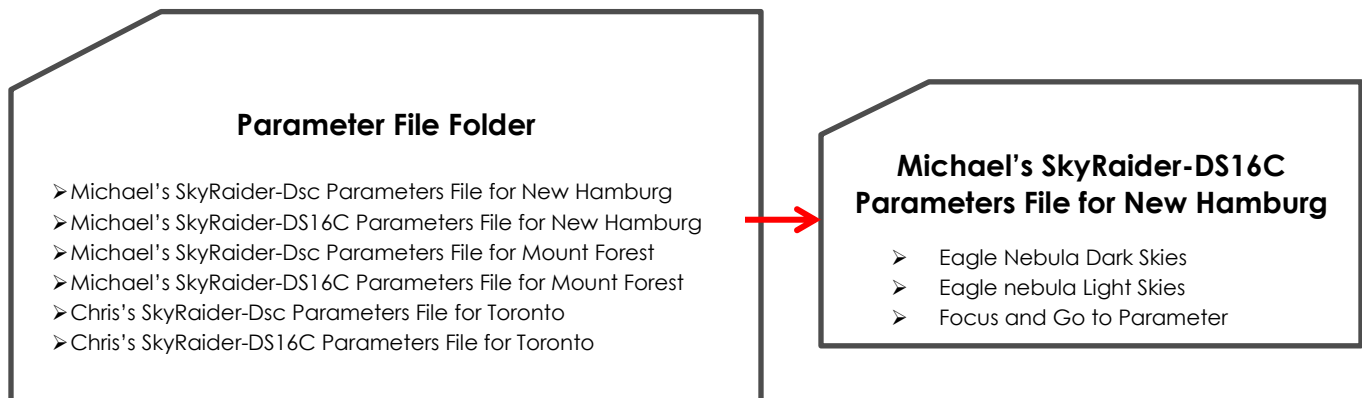 Parameter File Folder
➢Michael’s SkyRaider-Dsc Parameters File for New Hamburg
➢Michael’s SkyRaider-DS16C Parameters File for New Hamburg
➢Michael’s SkyRaider-Dsc Parameters File for Mount Forest
➢Michael’s SkyRaider-DS16C Parameters File for Mount Forest
➢Chris’s SkyRaider-Dsc Parameters File for Toronto
➢Chris’s SkyRaider-DS16C Parameters File for Toronto
Michael’s SkyRaider-DS16C
Parameters File for New Hamburg
➢ Eagle Nebula Dark Skies
➢ Eagle nebula Light Skies
➢ Focus and Go to Parameter